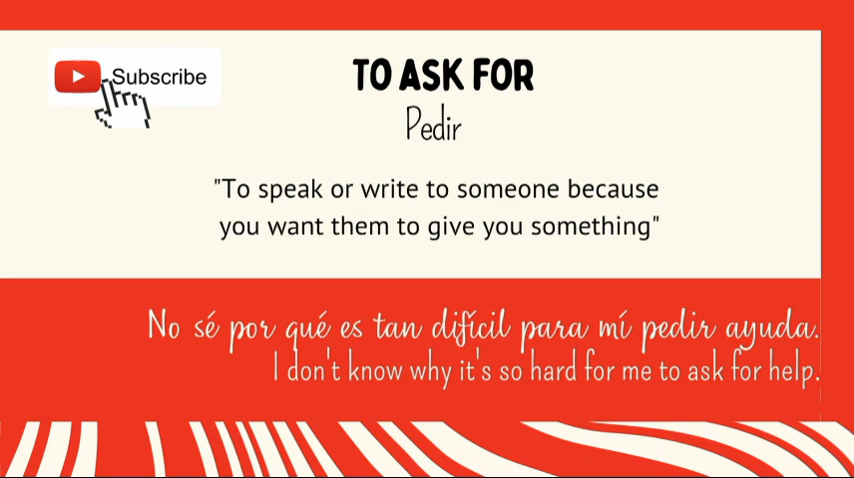 Subscribe
TO ASK FOR
Pedir
"To speak or write to someone because
you want them to give you something"
No sé por qué es tan difícil para mí pedir ayuda.
I don't know why it's so hard for me to ask for help.